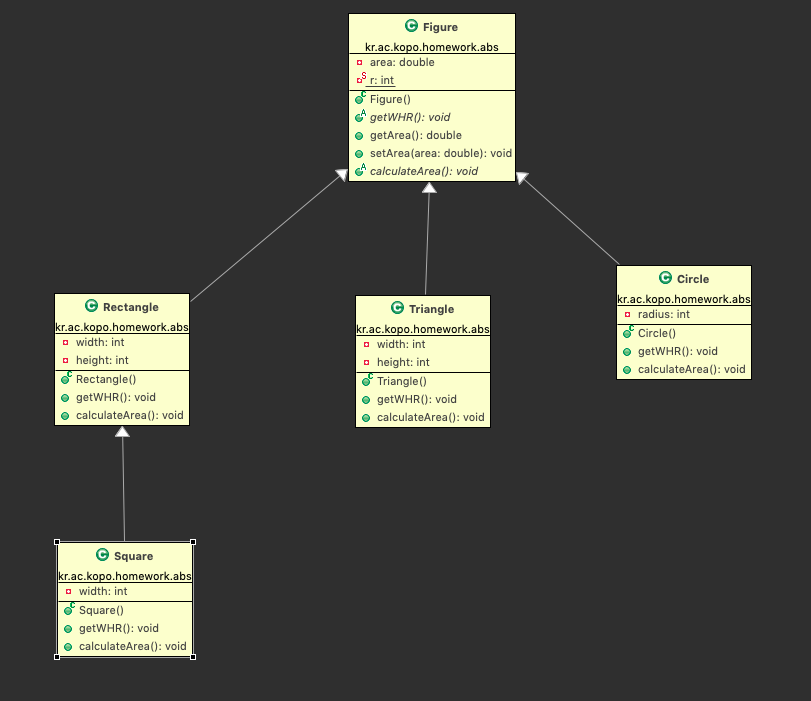 Figure
kr.ac.kopo.homework.abs
area: double
r: int
Figure()
getWHR(): void
getArea(): double
setArea(area: double): void
calculateArea(): void
Rectangle
kr.ac.kopo.homework.abs
width: int
height: int
Rectangle()
getWHR(): void
calculateArea(): void
Triangle
kr.ac.kopo.homework.abs
width: int
height: int
Triangle()
getWHR(): void
calculateArea(): void
Circle
kr.ac.kopo.homework.abs
radius: int
Circle()
getWHR(): void
calculateArea(): void
Square
kr.ac.kopo.homework.abs
width: int
Square()
getWHR(): void
calculateArea(): void